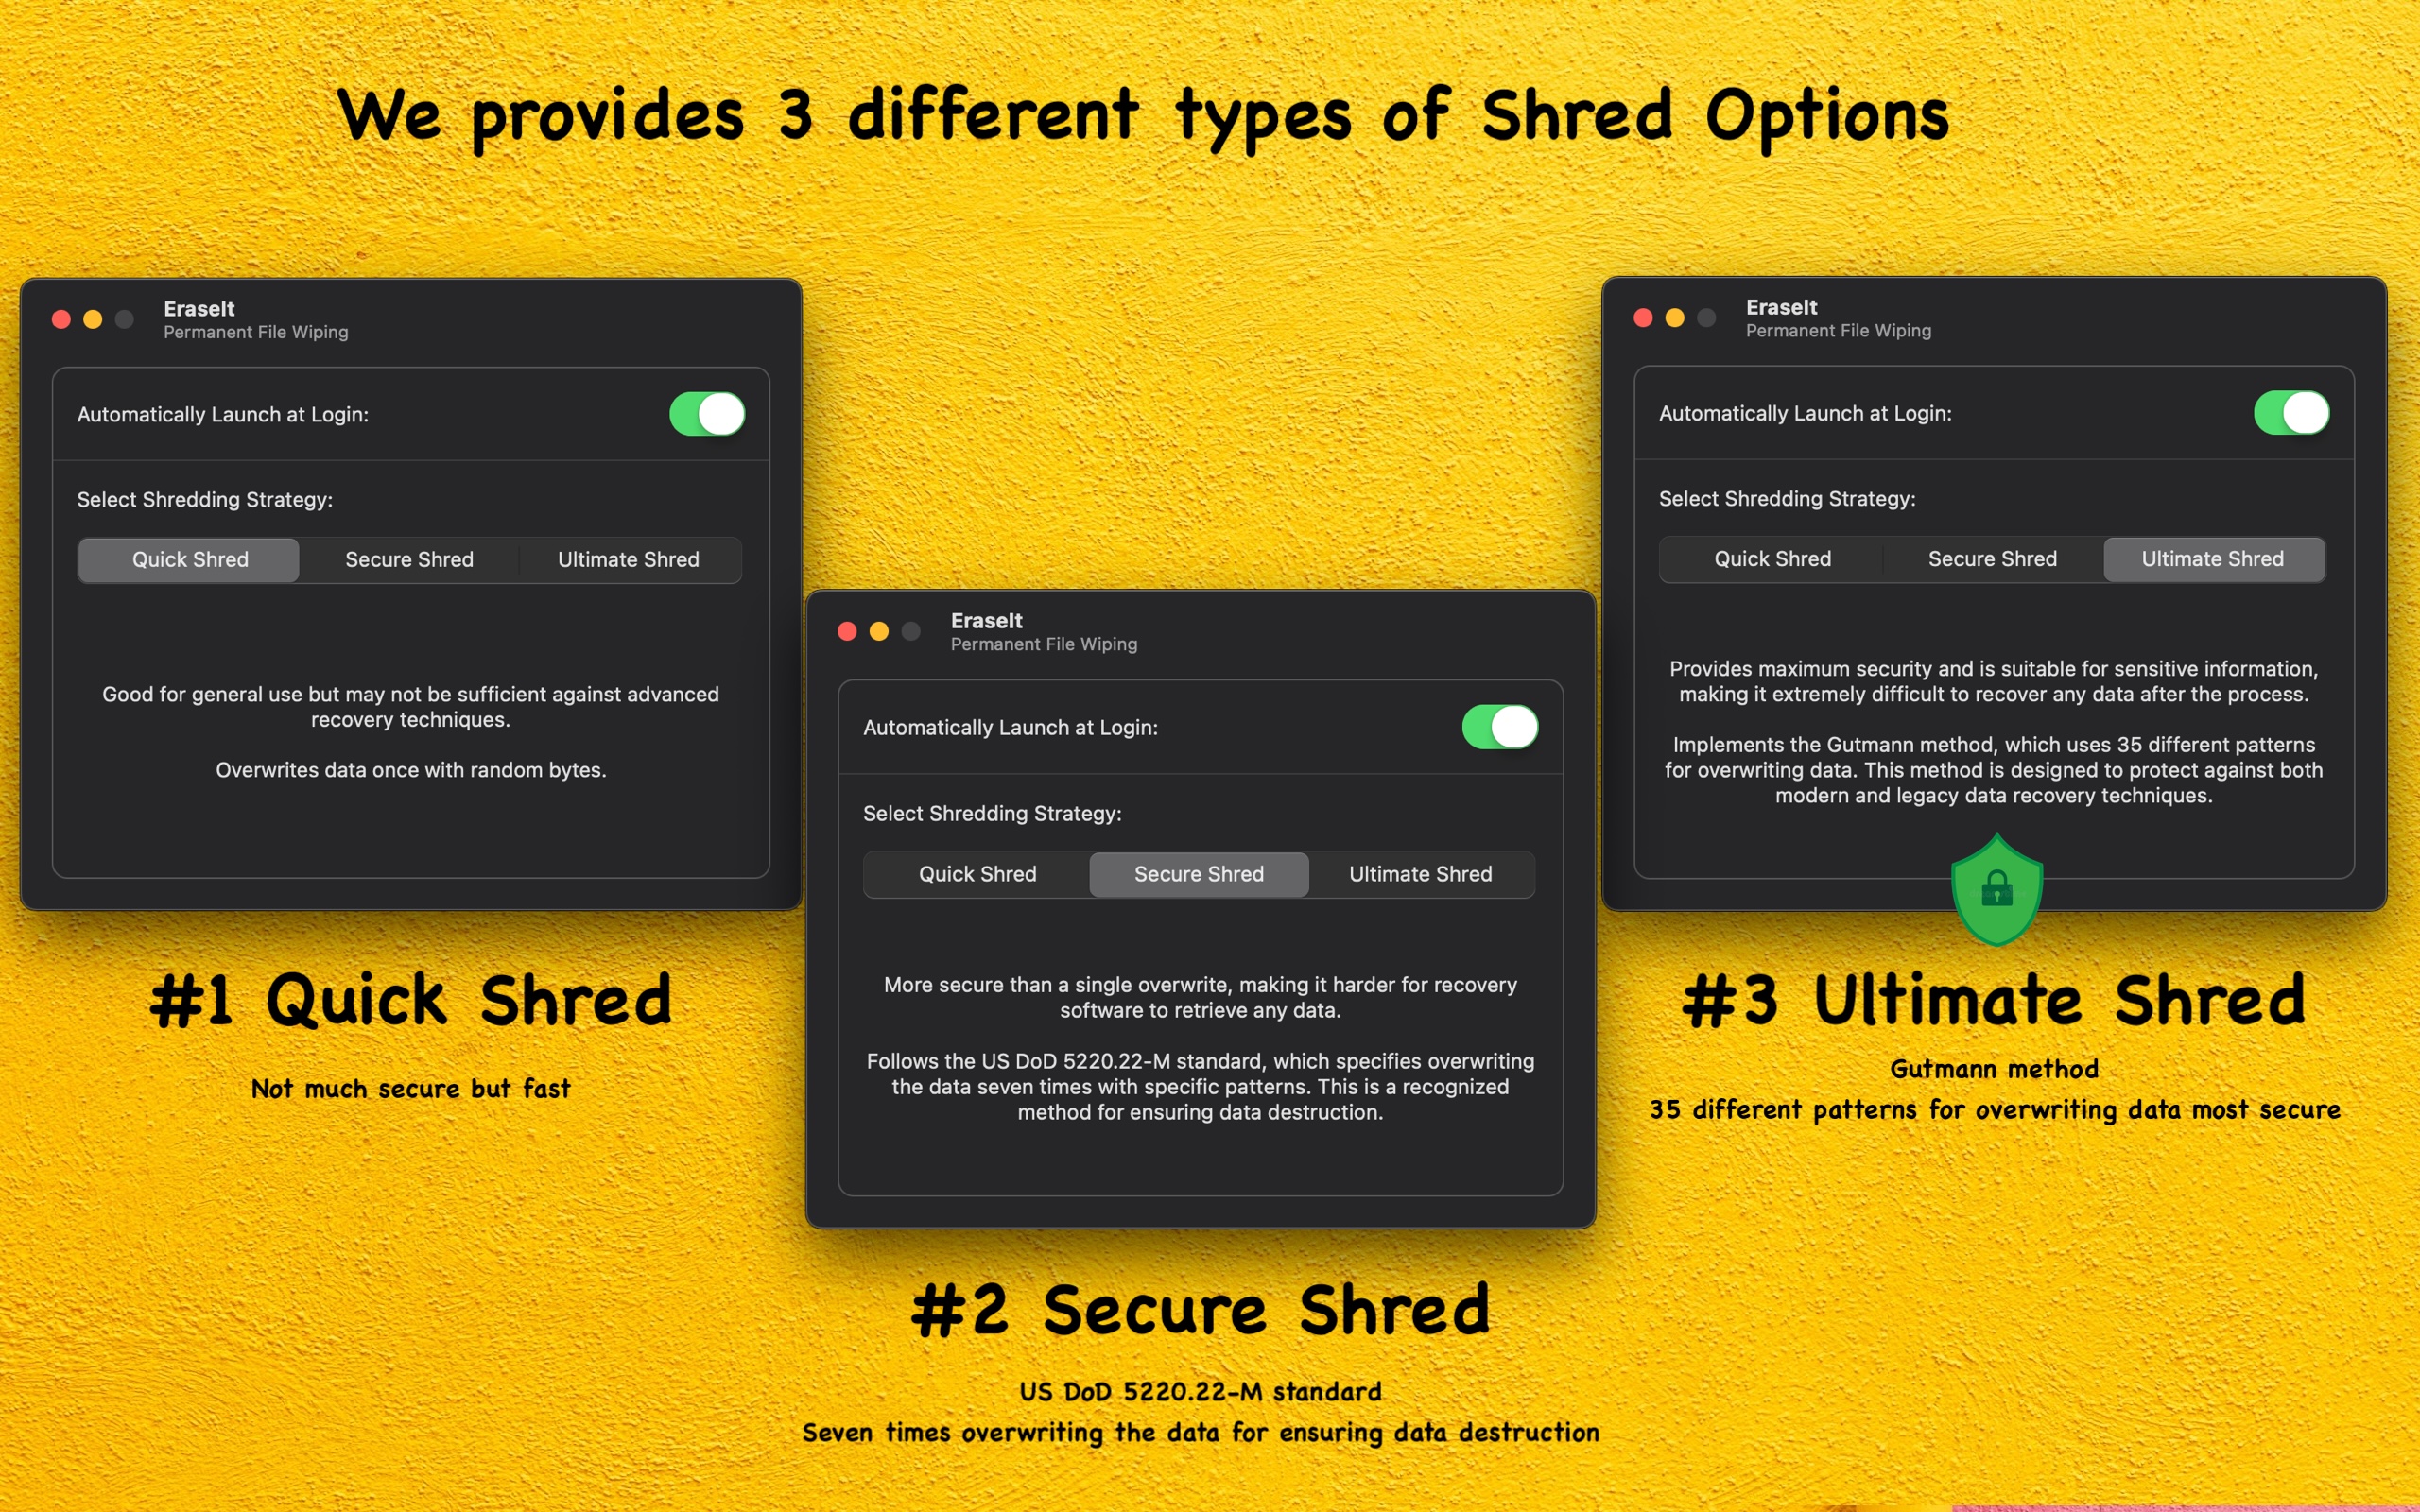 We provides 3 different types of Shred Options
EraseIt
Permanent File Wiping
Automatically Launch at Login:
Select Shredding Strategy:
Quick Shred
Secure Shred
Ultimate Shred
Good for general use but may not be sufficient against advanced
recovery techniques.
Overwrites data once with random bytes.
#1 Quick Shred
Not much secure but fast
EraseIt
Permanent File Wiping
Automatically Launch at Login:
Select Shredding Strategy:
Quick Shred
Secure Shred
Ultimate Shred
More secure than a single overwrite, making it harder for recovery
software to retrieve any data.
Follows the US DoD 5220.22-M standard, which specifies overwriting
the data seven times with specific patterns. This is a recognized
method for ensuring data destruction.
#2 Secure Shred
US DoD 5220.22-M standard
Seven times overwriting the data for ensuring data destruction
EraseIt
Permanent File Wiping
Automatically Launch at Login:
Select Shredding Strategy:
Quick Shred
Secure Shred
Ultimate Shred
Provides maximum security and is suitable for sensitive information,
making it extremely difficult to recover any data after the process.
Implements the Gutmann method, which uses 35 different patterns
for overwriting data. This method is designed to protect against both
modern and legacy data recovery techniques.
#3 Ultimate Shred
Gutmann method
35 different patterns for overwriting data most secure